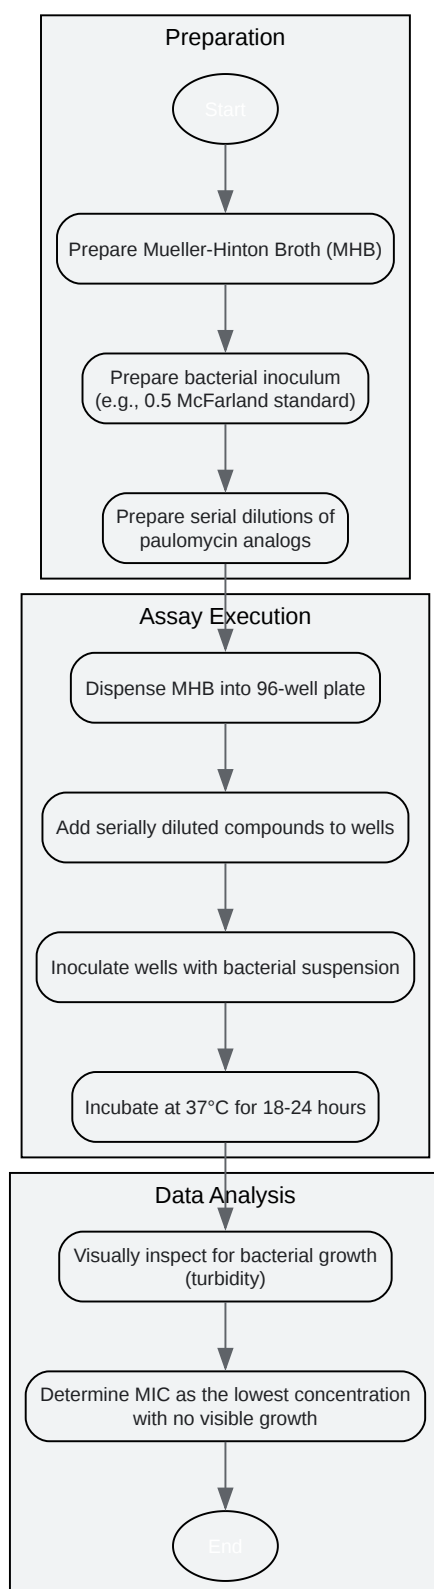 Preparation
Start
Prepare Mueller-Hinton Broth (MHB)
Prepare bacterial inoculum
(e.g., 0.5 McFarland standard)
Prepare serial dilutions of
paulomycin analogs
Assay Execution
Dispense MHB into 96-well plate
Add serially diluted compounds to wells
Inoculate wells with bacterial suspension
Incubate at 37°C for 18-24 hours
Data Analysis
Visually inspect for bacterial growth
(turbidity)
Determine MIC as the lowest concentration
with no visible growth
End